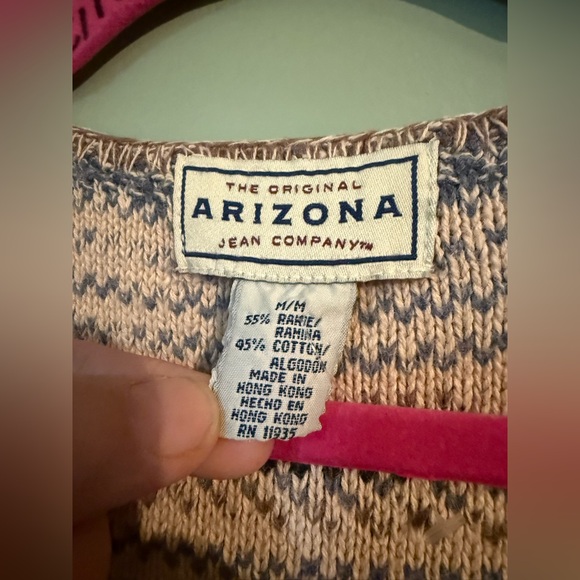 THE ORIGINAL
ARIZONA
JEAN COMPANY™
M/M
55% RAMIE/
RAMINA
45% COTTON/
ALGODÓN
MADE IN
HONG KONG
HECHO EN
HONG KONG
RN 11935